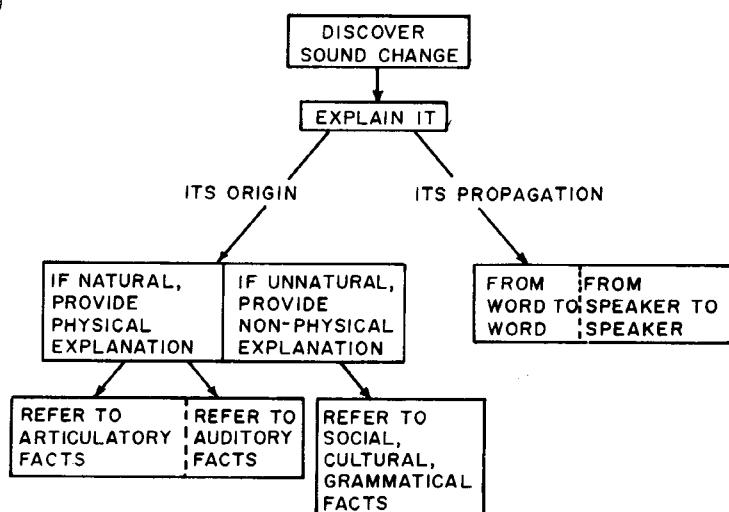 DISCOVER
SOUND CHANGE
EXPLAIN IT
ITS ORIGIN
ITS PROPAGATION
IF NATURAL,
PROVIDE
PHYSICAL
EXPLANATION
IF UNNATURAL,
PROVIDE
NON-PHYSICAL
EXPLANATION
FROM
WORD TO
WORD
FROM
SPEAKER TO
SPEAKER
REFER TO
ARTICULATORY
FACTS
REFER TO
AUDITORY
FACTS
REFER TO
SOCIAL,
CULTURAL,
GRAMMATICAL
FACTS